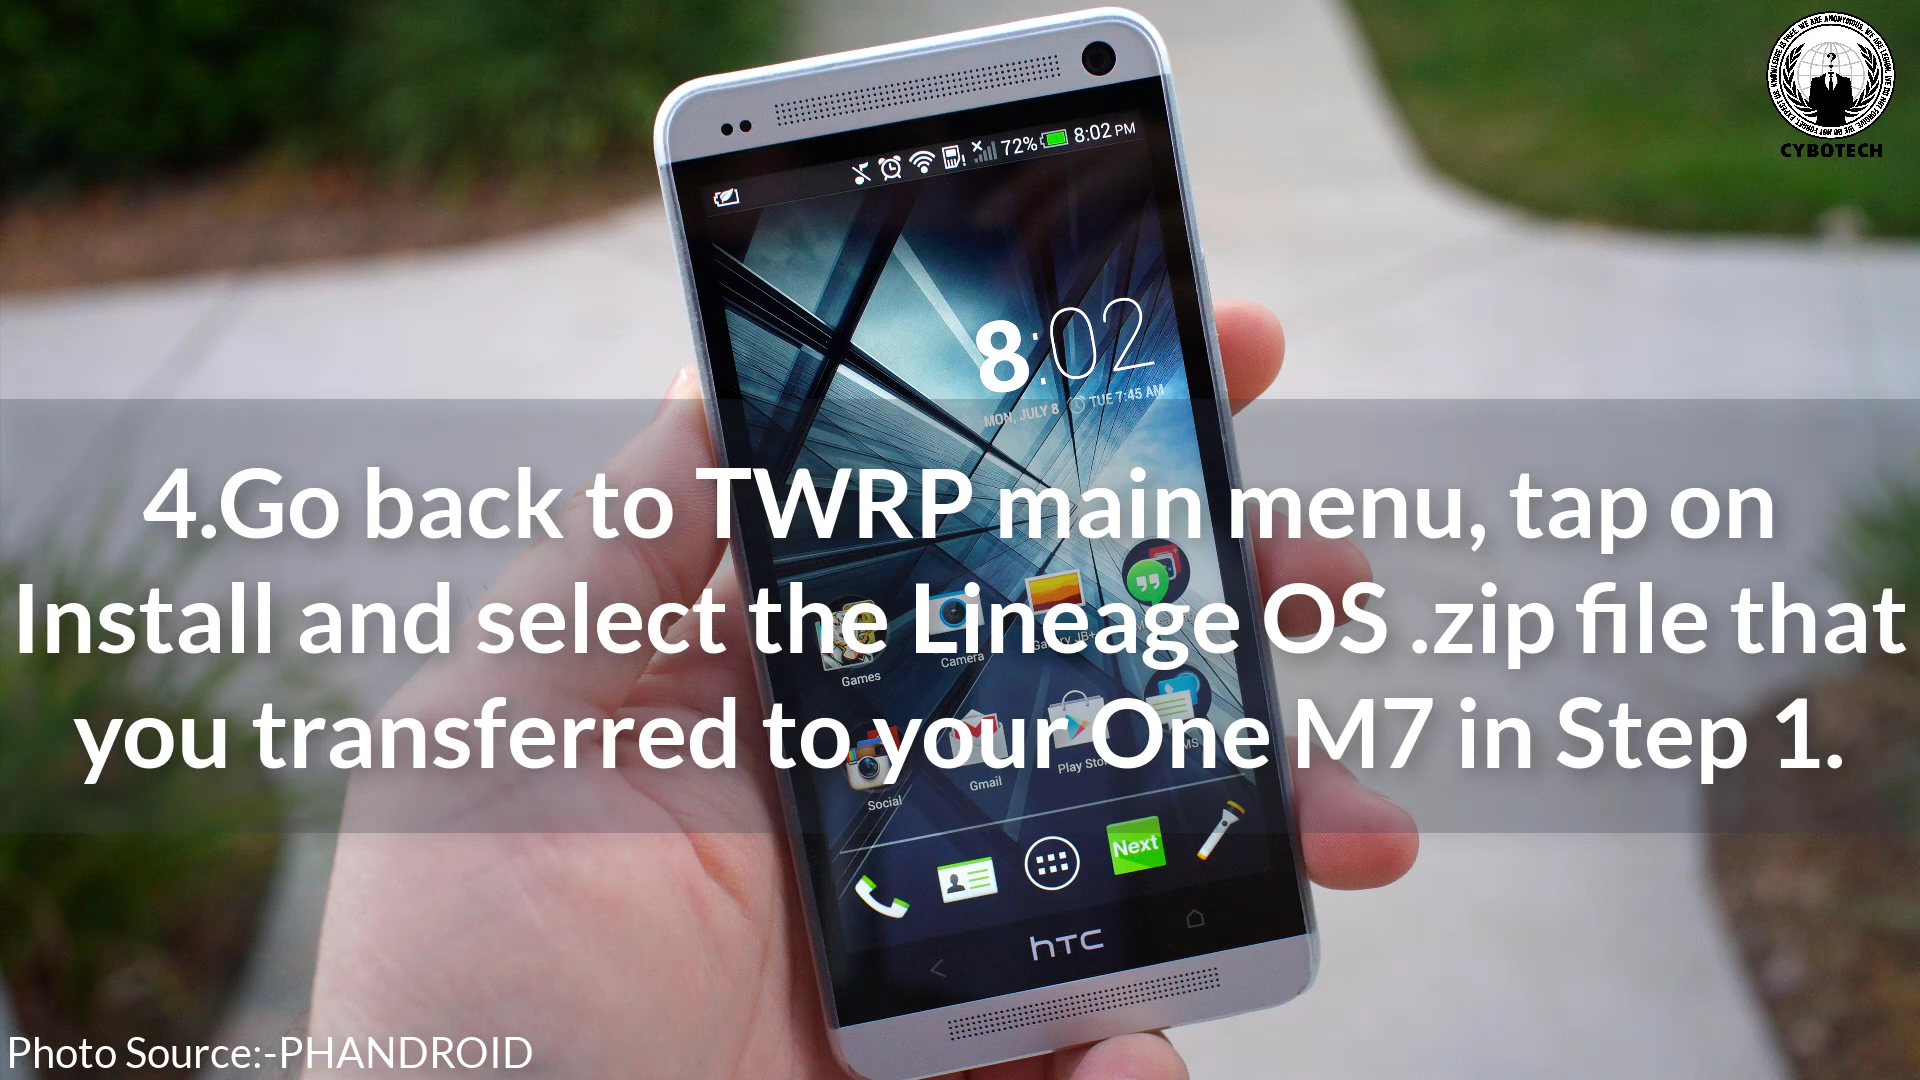 CYBOTECH
72% 8:02 PM
8:02
MON, JULY 8 TUE 7:45 AM
4.Go back to TWRP main menu, tap on
Install and select the Lineage OS .zip file that
you transferred to your One M7 in Step 1.
Games
Camera
Social
Gmail
Play Sto
Next
hTC
Photo Source:-PHANDROID